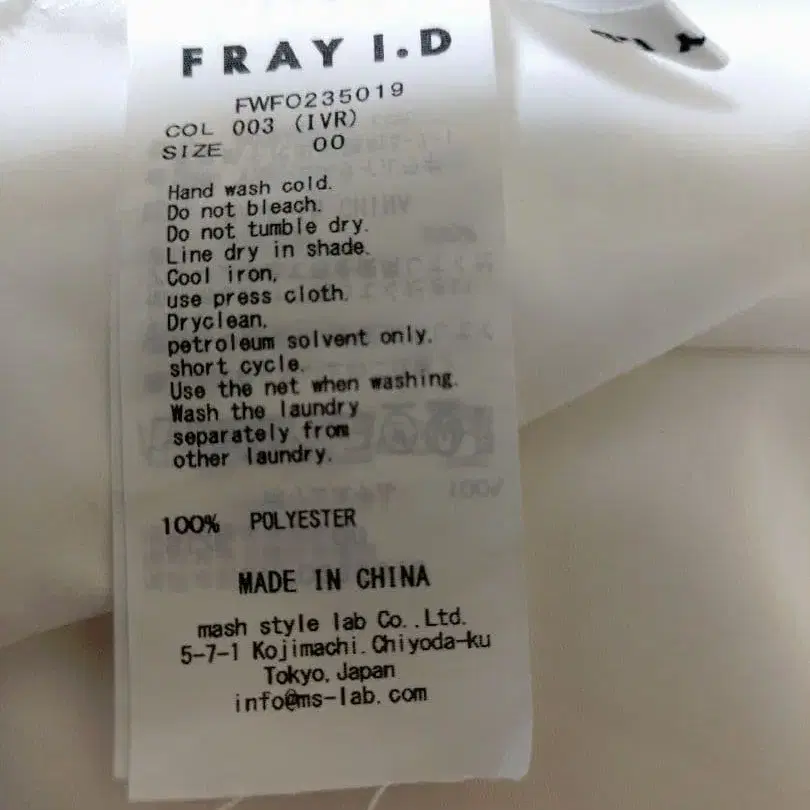 FRAY I.D
FWFO235019
COL 003 (IVR)
SIZE 00
Hand wash cold.
Do not bleach.
Do not tumble dry.
Line dry in shade.
Cool iron,
use press cloth.
Dryclean,
petroleum solvent only,
short cycle.
Use the net when washing.
Wash the laundry
separately from
other laundry.
100% POLYESTER
MADE IN CHINA
mash style lab Co..Ltd.
5-7-1 Kojimachi.Chiyoda-ku
Tokyo,Japan
info@ms-lab.com